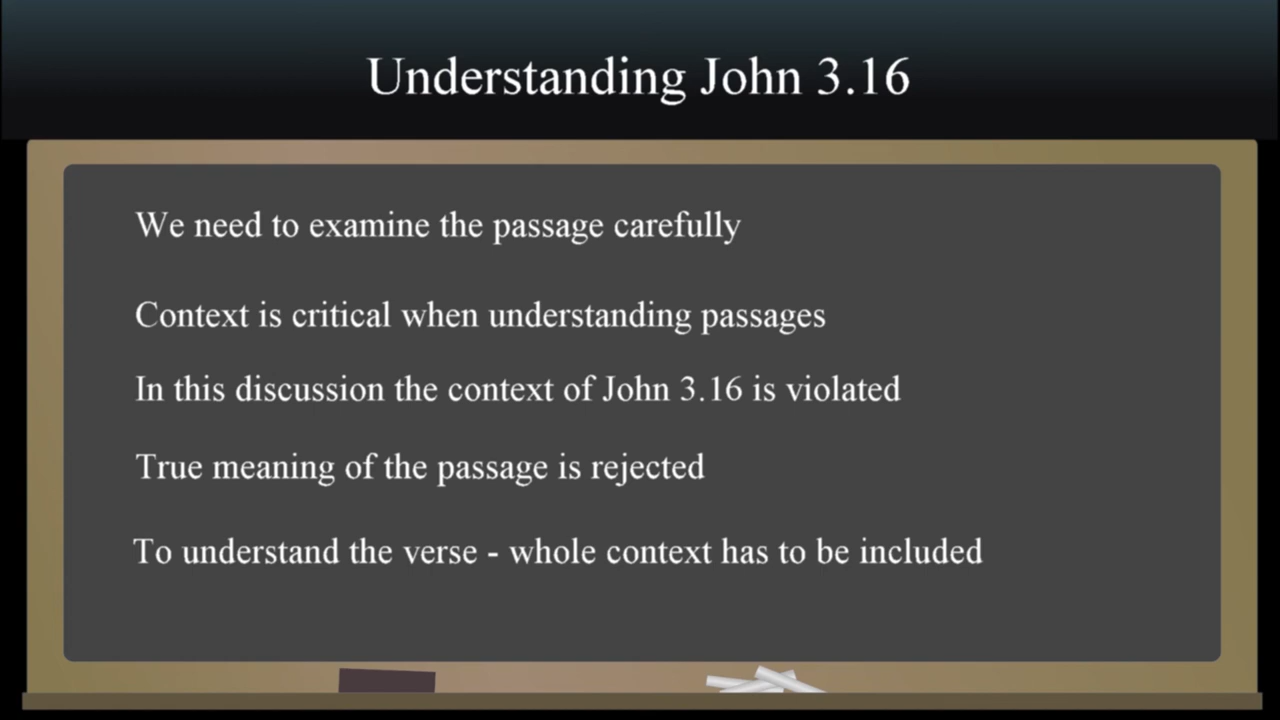 Understanding John 3.16
We need to examine the passage carefully
Context is critical when understanding passages
In this discussion the context of John 3.16 is violated
True meaning of the passage is rejected
To understand the verse - whole context has to be included